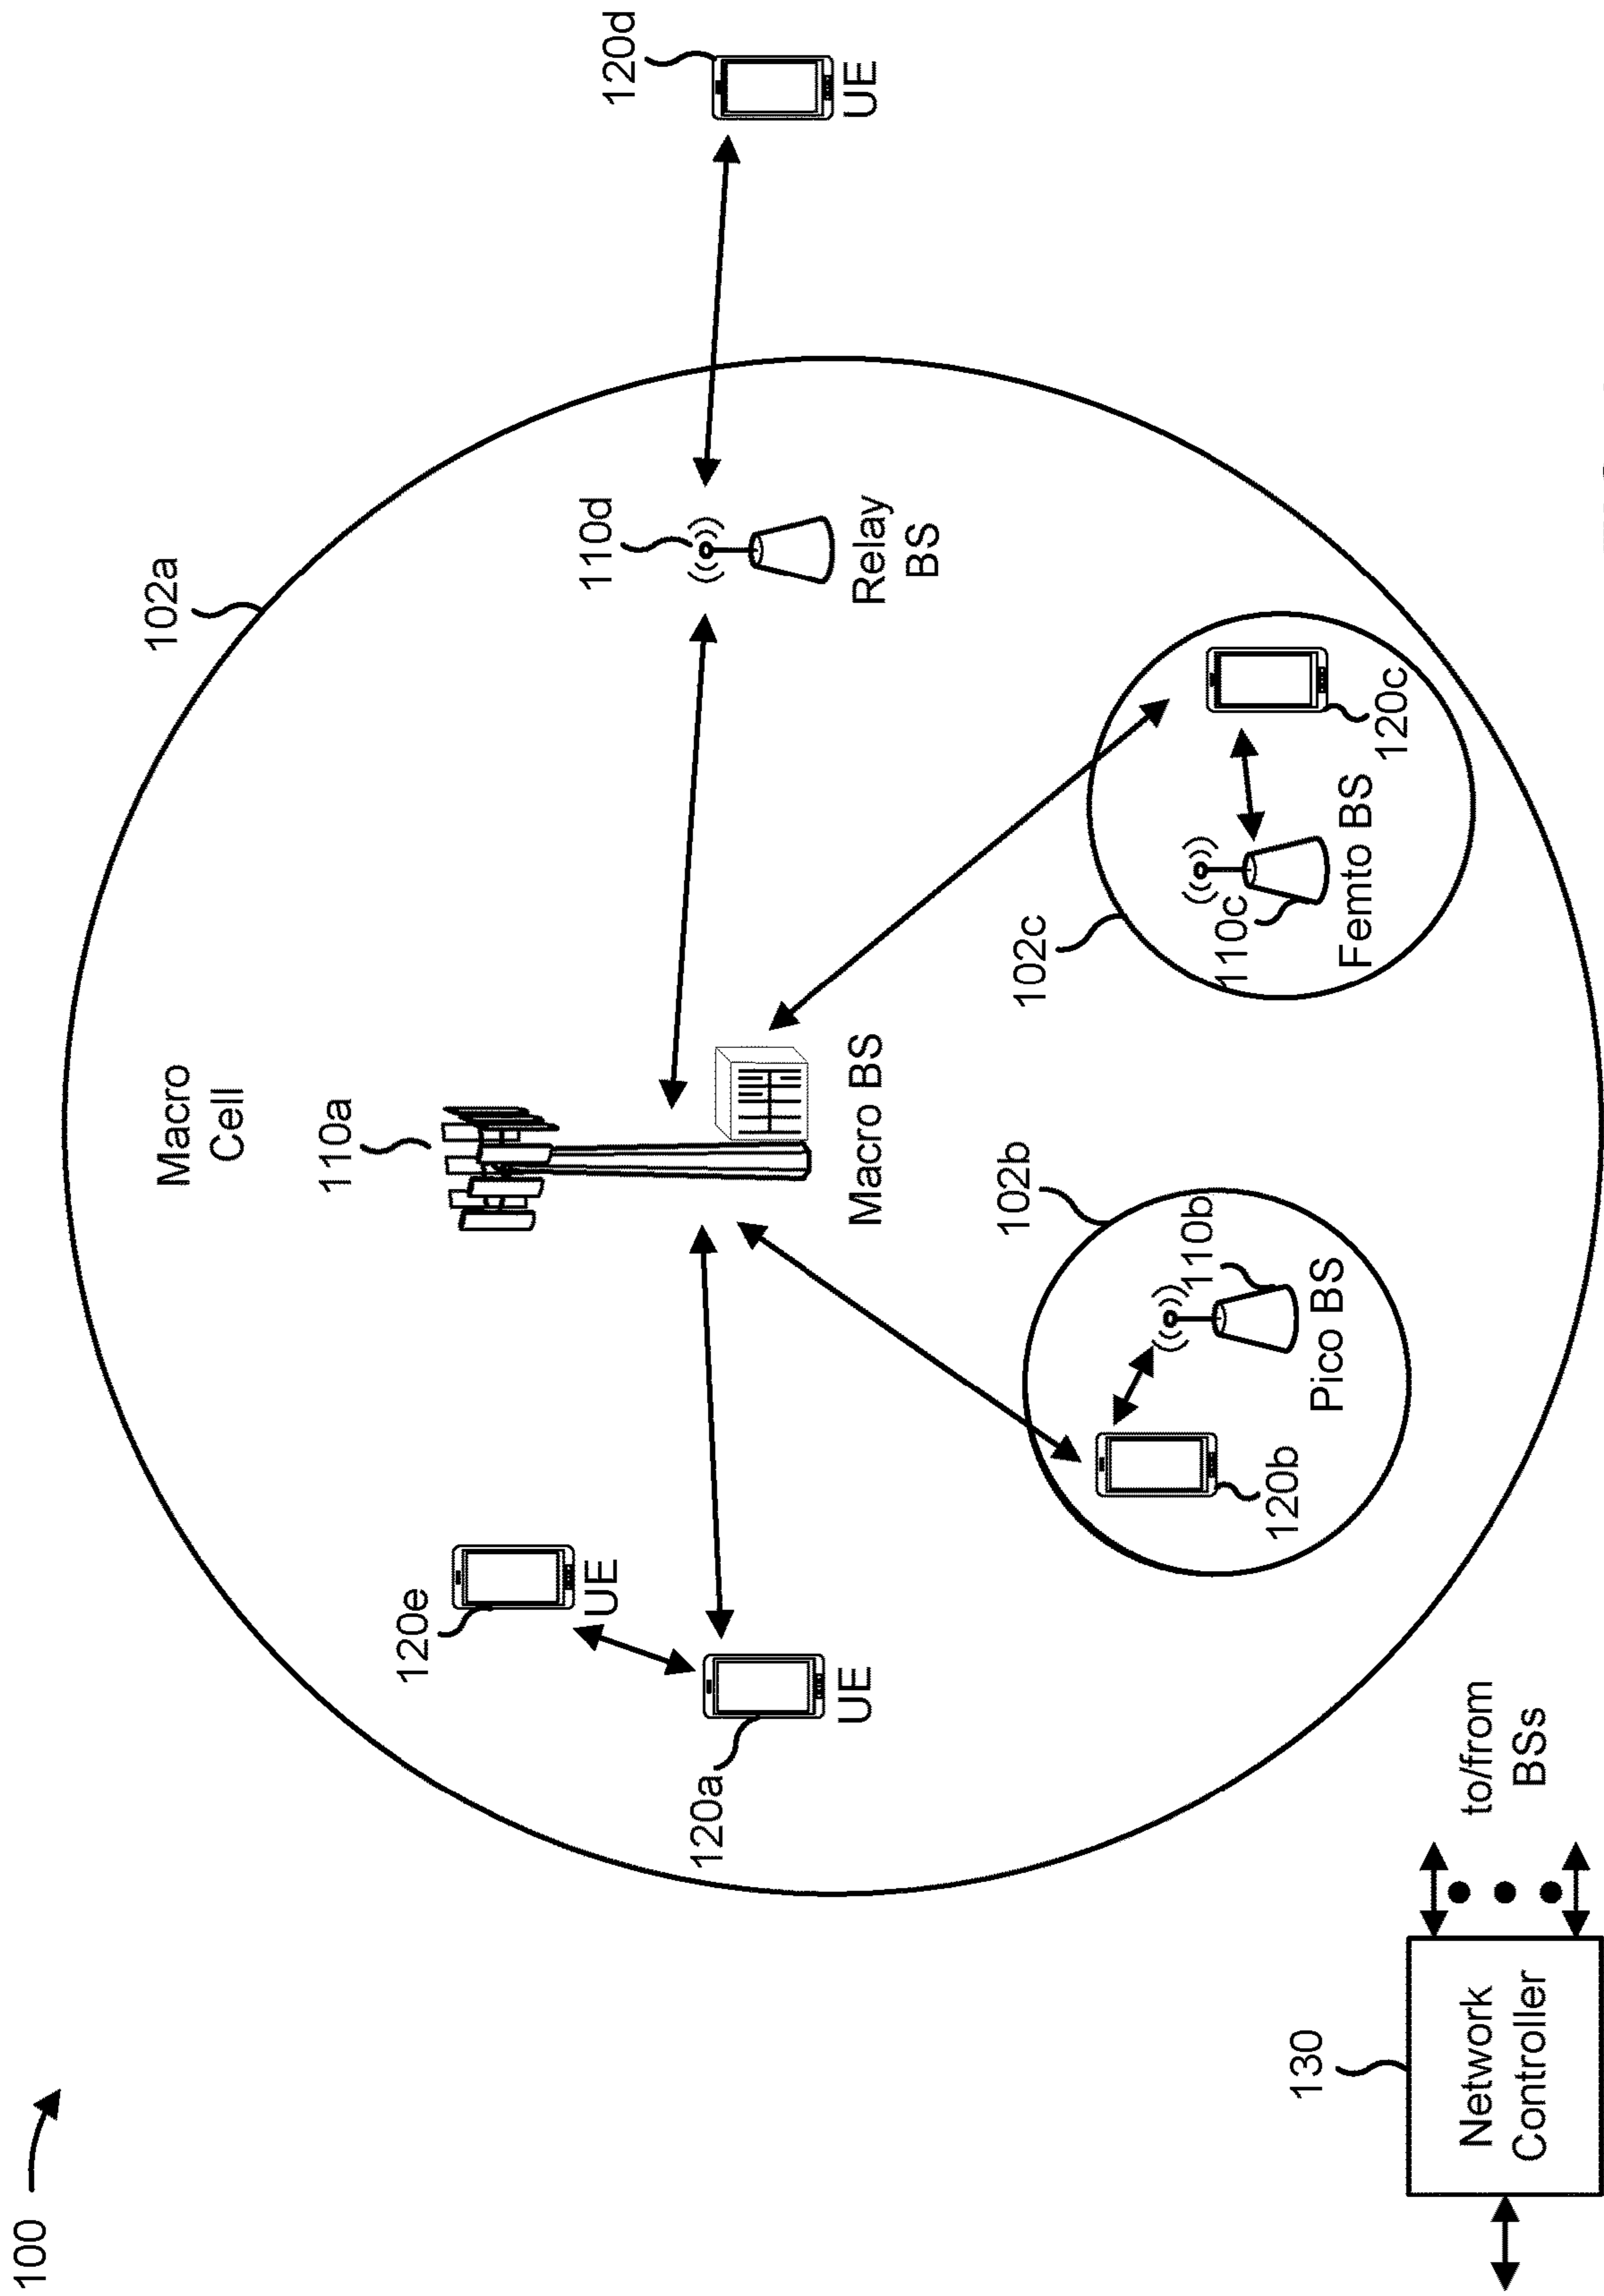 100
102a
Macro
Cell
110a
120e
UE
120a
UE
Macro BS
110d
Relay
BS
120d
UE
102b
110b
Pico BS
120b
102c
110c
Femto BS
120c
130
Network
Controller
to/from
BSs